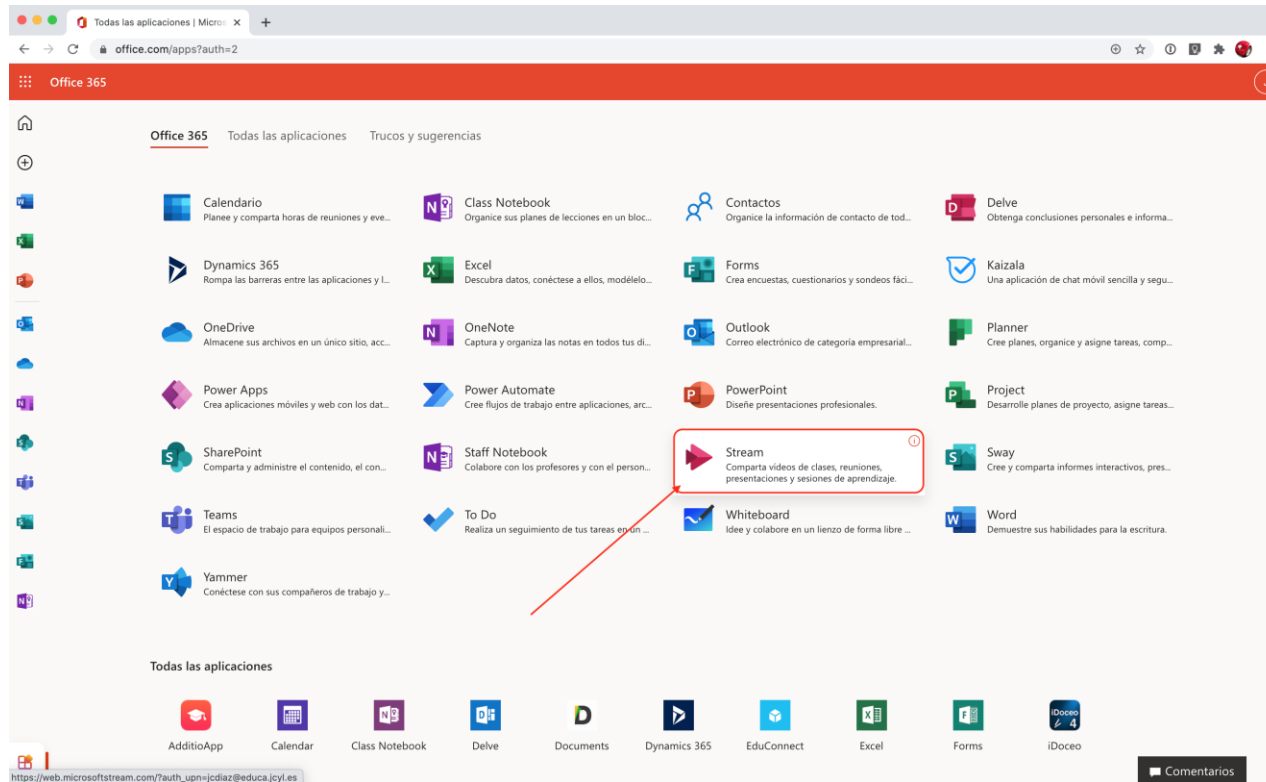 Todas las aplicaciones | Micros
office.com/apps?auth=2
Office 365
Office 365 Todas las aplicaciones Trucos y sugerencias
Calendario
Planee y comparta horas de reuniones y eve...
Class Notebook
Organice sus planes de lecciones en un bloc...
Contactos
Organice la información de contacto de tod...
Delve
Obtenga conclusiones personales e informa...
Dynamics 365
Rompa las barreras entre las aplicaciones y l...
Excel
Descubra datos, conéctese a ellos, modélelo...
Forms
Crea encuestas, cuestionarios y sondeos fáci...
Kaizala
Una aplicación de chat móvil sencilla y segu...
OneDrive
Almacene sus archivos en un único sitio, acc...
OneNote
Captura y organiza las notas en todos tus di...
Outlook
Correo electrónico de categoría empresarial...
Planner
Cree planes, organice y asigne tareas, comp...
Power Apps
Crea aplicaciones móviles y web con los dat...
Power Automate
Cree flujos de trabajo entre aplicaciones, arc...
PowerPoint
Diseñe presentaciones profesionales.
Project
Desarrolle planes de proyecto, asigne tareas...
SharePoint
Comparta y administre el contenido, el con...
Staff Notebook
Colabore con los profesores y con el person...
Stream
Comparta vídeos de clases, reuniones,
presentaciones y sesiones de aprendizaje.
Sway
Cree y comparta informes interactivos, pres...
Teams
El espacio de trabajo para equipos personali...
To Do
Realiza un seguimiento de tus tareas en un ...
Whiteboard
Idee y colabore en un lienzo de forma libre ...
Word
Demuestre sus habilidades para la escritura.
Yammer
Conéctese con sus compañeros de trabajo y...
Todas las aplicaciones
AdditioApp Calendar Class Notebook Delve Documents Dynamics 365 EduConnect Excel Forms iDoceo
Comentarios
https://web.microsoftstream.com/?auth_upn=jcdiaz@educa.jcyl.es